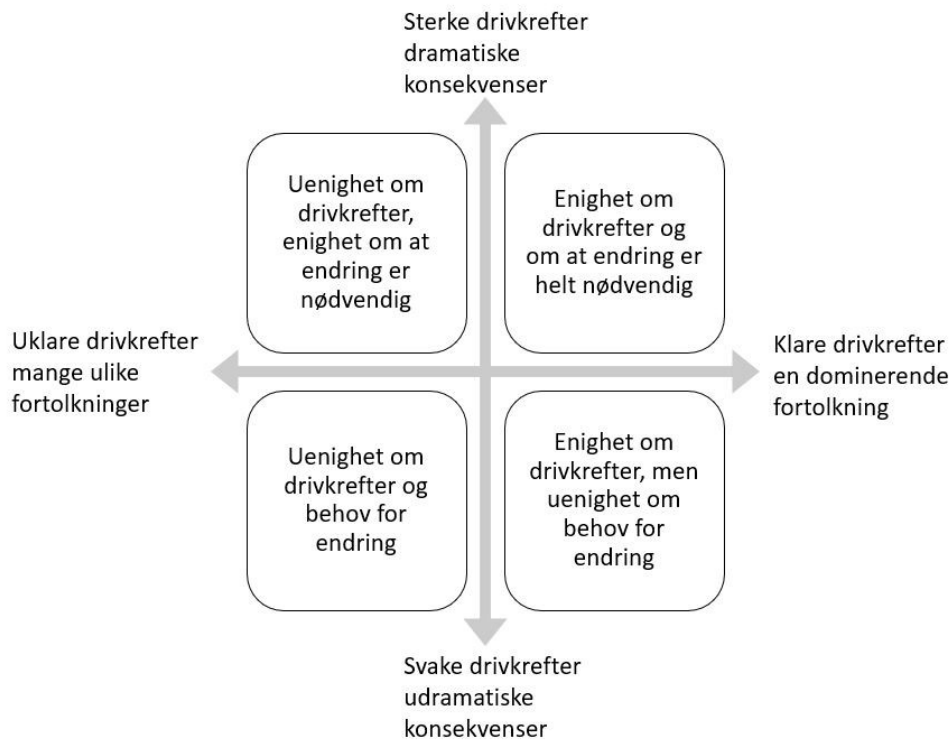 Sterke drivkrefter
dramatiske
konsekvenser
Uenighet om
drivkrefter,
enighet om at
endring er
nødvendig
Enighet om
drivkrefter og
om at endring er
helt nødvendig
Uklare drivkrefter
mange ulike
fortolkninger
Klare drivkrefter
en dominerende
fortolkning
Uenighet om
drivkrefter og
behov for
endring
Enighet om
drivkrefter, men
uenighet om
behov for
endring
Svake drivkrefter
udramatiske
konsekvenser